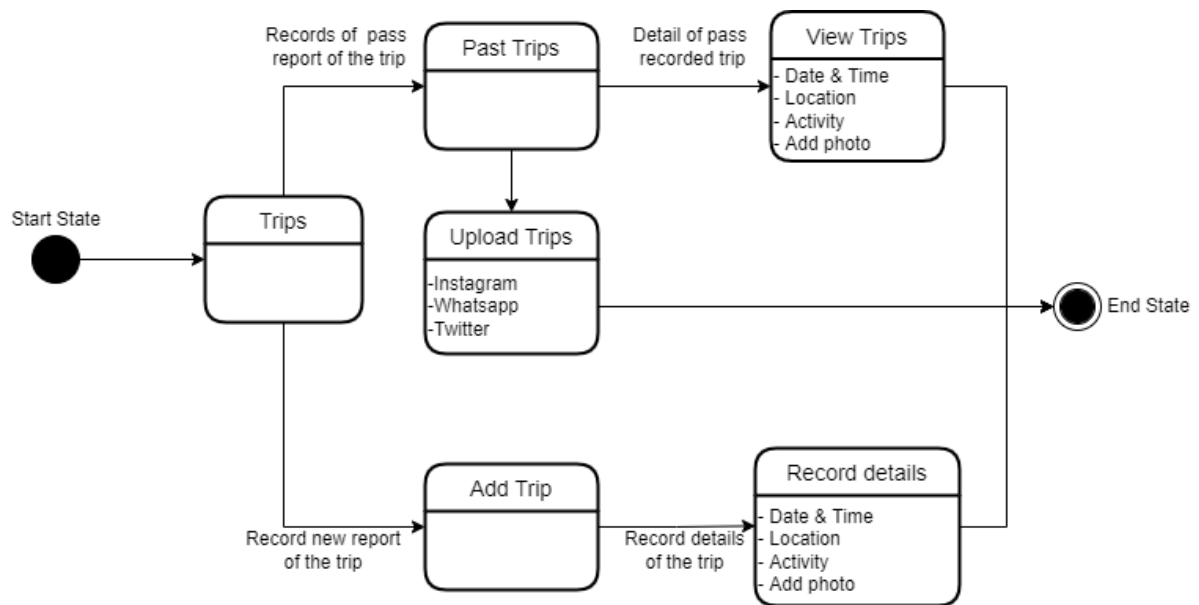 Records of pass
report of the trip
Past Trips
Detail of pass
recorded trip
View Trips
- Date & Time
- Location
- Activity
- Add photo
Start State
Trips
Upload Trips
-Instagram
-Whatsapp
-Twitter
End State
Record new report
of the trip
Add Trip
Record details
of the trip
Record details
- Date & Time
- Location
- Activity
- Add photo